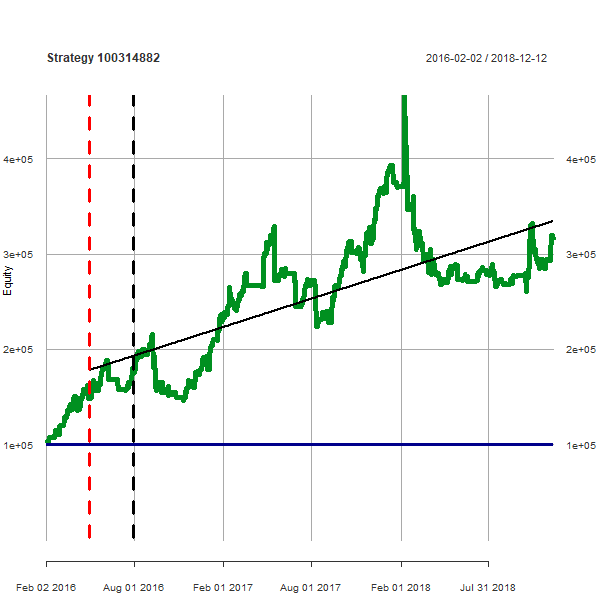 Strategy 100314882
2016-02-02 / 2018-12-12
4e+05
4e+05
3e+05
3e+05
Equity
2e+05
2e+05
1e+05
1e+05
Feb 02 2016
Aug 01 2016
Feb 01 2017
Aug 01 2017
Feb 01 2018
Jul 31 2018